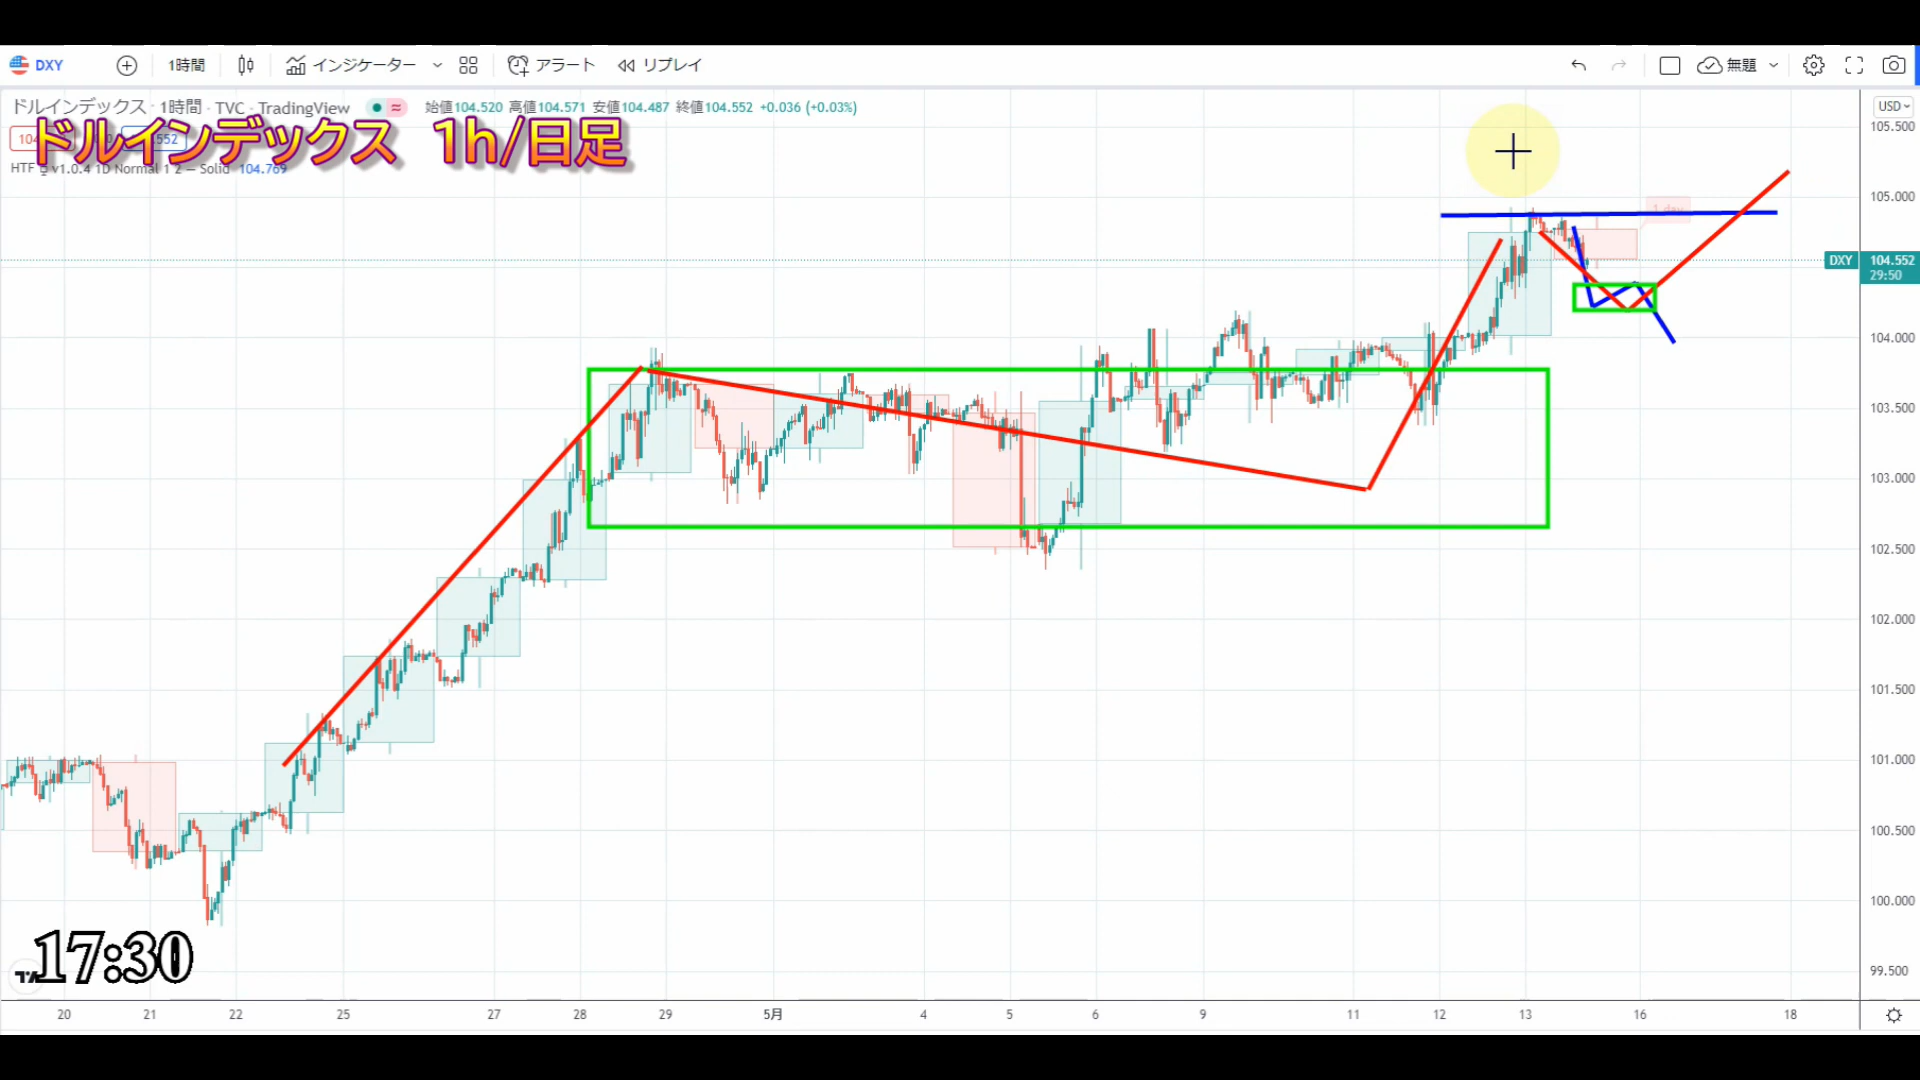 DXY 1時間 インジケーター アラート リプレイ 無題
ドルインデックス · 1時間 · TVC · TradingView 始値104.520 高値104.571 安値104.487 終値104.552 +0.036 (+0.03%)
USD
ドルインデックス 1h/日足
HTF v1.0.4 1D Normal 1 2 — Solid 104.769
105.500
105.000
1 day
DXY 104.552
29:50
104.000
103.500
103.000
102.500
102.000
101.500
101.000
100.500
100.000
99.500
17:30
20 21 22 25 27 28 29 5月 4 5 6 9 11 12 13 16 18